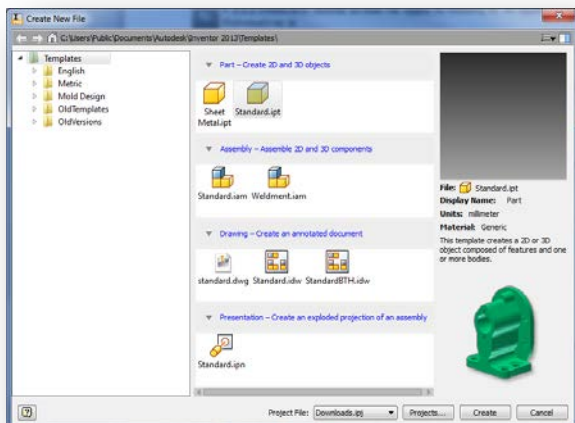 Create New File
C:\Users\Public\Documents\Autodesk\Inventor 2013\Templates\
Templates
English
Metric
Mold Design
OldTemplates
OldVersions
Part – Create 2D and 3D objects
Sheet Metal.ipt
Standard.ipt
Assembly – Assemble 2D and 3D components
Standard.iam
Weldment.iam
Drawing – Create an annotated document
standard.dwg
Standard.idw
StandardBTH.idw
Presentation – Create an exploded projection of an assembly
Standard.ipn
File: Standard.ipt
Display Name: Part
Units: millimeter
Material: Generic
This template creates a 2D or 3D
object composed of features and one
or more bodies.
Project File: Downloads.ipj
Projects...
Create
Cancel